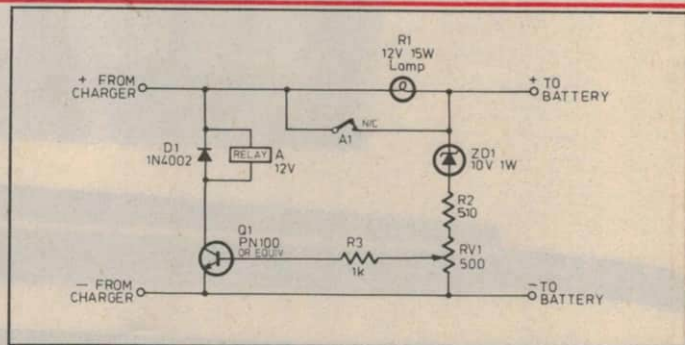 R1
12V 15W
Lamp
+ FROM
CHARGER
+ TO
BATTERY
N/C
A1
D1
1N4002
RELAY A
12V
ZD1
10V 1W
R2
510
Q1
PN100
OR EQUIV
R3
1k
RV1
500
— FROM
CHARGER
— TO
BATTERY